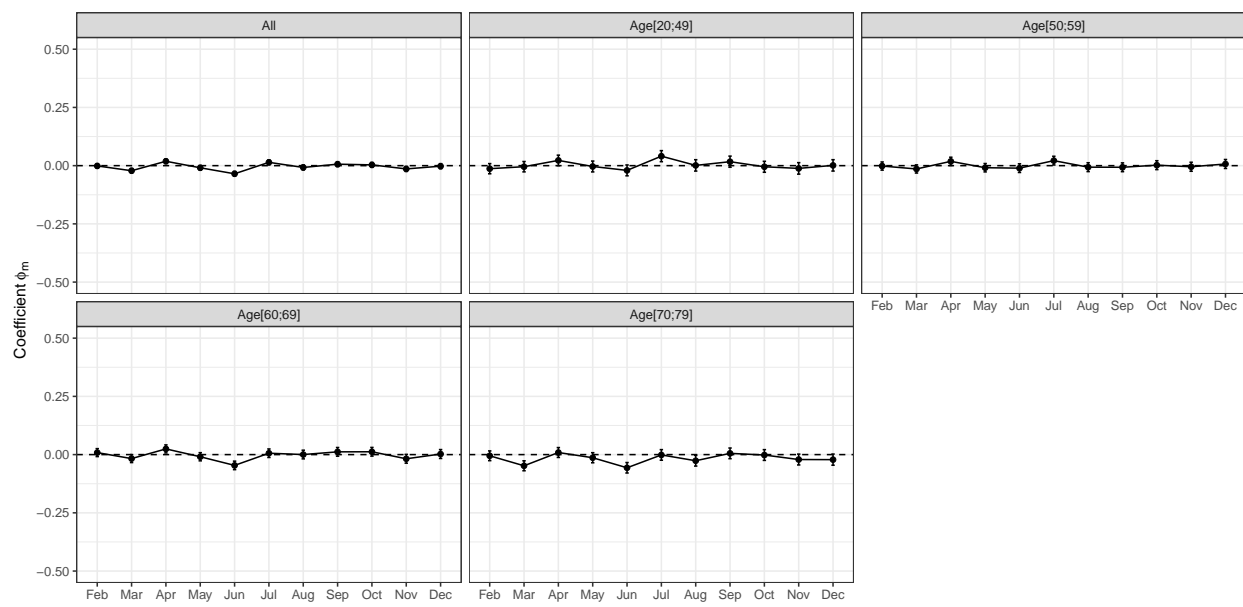 All
Age[20;49]
Age[50;59]
0.50
0.25
0.00
−0.25
−0.50
Feb Mar Apr May Jun Jul Aug Sep Oct Nov Dec
Age[60;69]
Age[70;79]
0.50
0.25
0.00
−0.25
−0.50
Feb Mar Apr May Jun Jul Aug Sep Oct Nov Dec
Feb Mar Apr May Jun Jul Aug Sep Oct Nov Dec
Coefficient ϕm